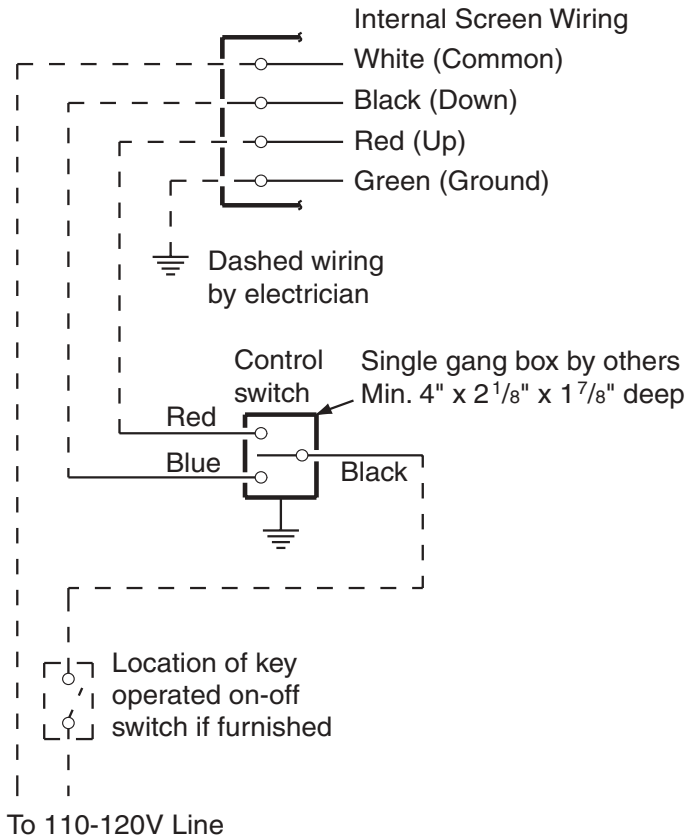 Internal Screen Wiring
White (Common)
Black (Down)
Red (Up)
Green (Ground)
Dashed wiring
by electrician
Control
switch
Single gang box by others
Min. 4" x 2 1/8" x 1 7/8" deep
Red
Blue
Black
Location of key
operated on-off
switch if furnished
To 110-120V Line